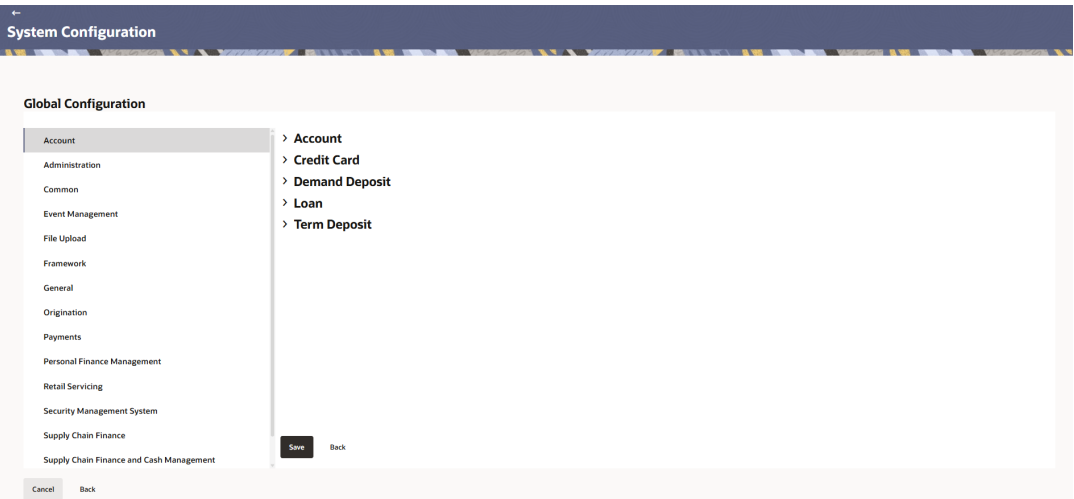 ←
System Configuration
Global Configuration
Account
Administration
Common
Event Management
File Upload
Framework
General
Origination
Payments
Personal Finance Management
Retail Servicing
Security Management System
Supply Chain Finance
Supply Chain Finance and Cash Management
> Account
> Credit Card
> Demand Deposit
> Loan
> Term Deposit
Save Back
Cancel Back